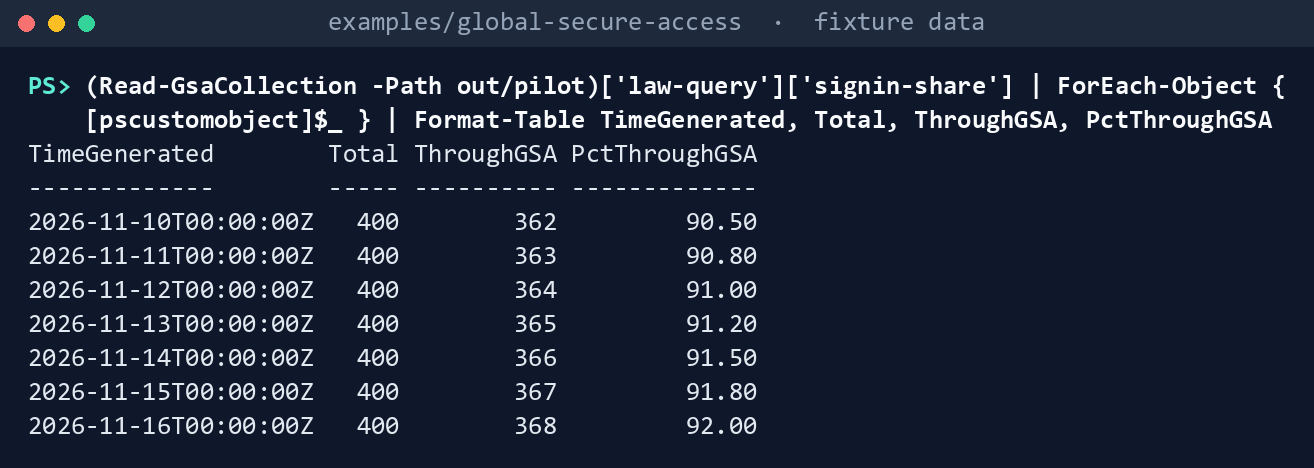 examples/global-secure-access · fixture data
PS> (Read-GsaCollection -Path out/pilot)['law-query']['signin-share'] | ForEach-Object {
    [pscustomobject]$_ } | Format-Table TimeGenerated, Total, ThroughGSA, PctThroughGSA
TimeGenerated        Total ThroughGSA PctThroughGSA
-------------        ----- ---------- -------------
2026-11-10T00:00:00Z   400        362         90.50
2026-11-11T00:00:00Z   400        363         90.80
2026-11-12T00:00:00Z   400        364         91.00
2026-11-13T00:00:00Z   400        365         91.20
2026-11-14T00:00:00Z   400        366         91.50
2026-11-15T00:00:00Z   400        367         91.80
2026-11-16T00:00:00Z   400        368         92.00